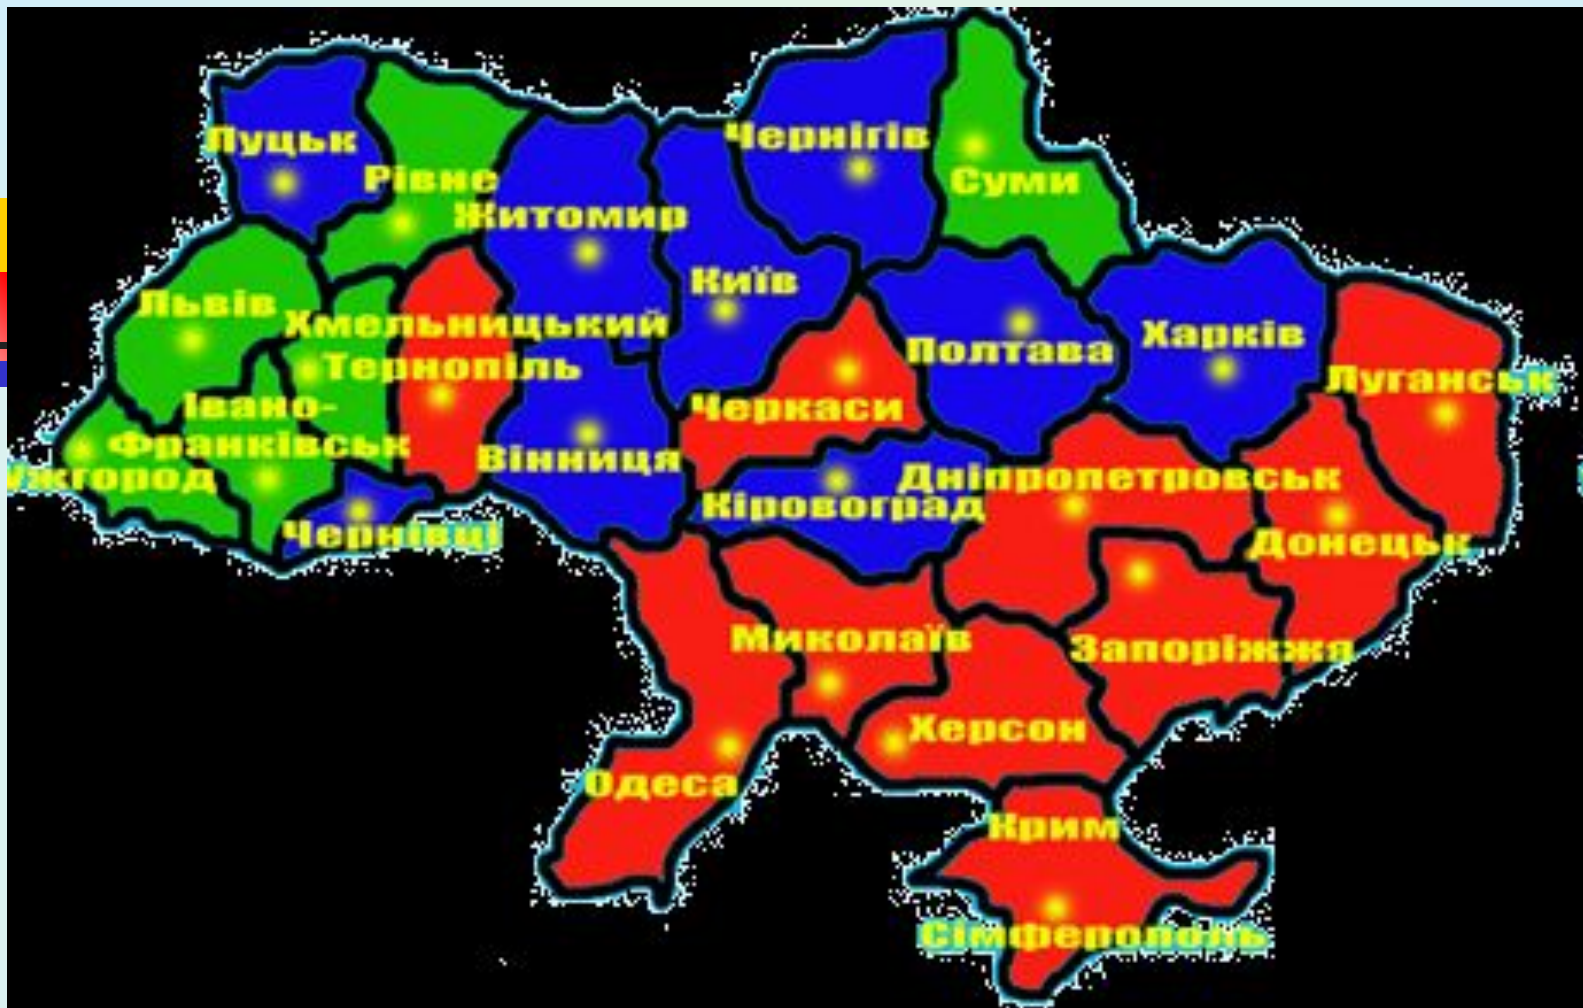 Луцьк
Чернігів
Рівне
Суми
Житомир
Київ
Львів
Хмельницький
Харків
Полтава
Тернопіль
Луганськ
Івано-
Франківськ
Черкаси
Вінниця
Ужгород
Дніпропетровськ
Кіровоград
Чернівці
Донецьк
Миколаїв
Запоріжжя
Херсон
Одеса
Крим
Сімферополь